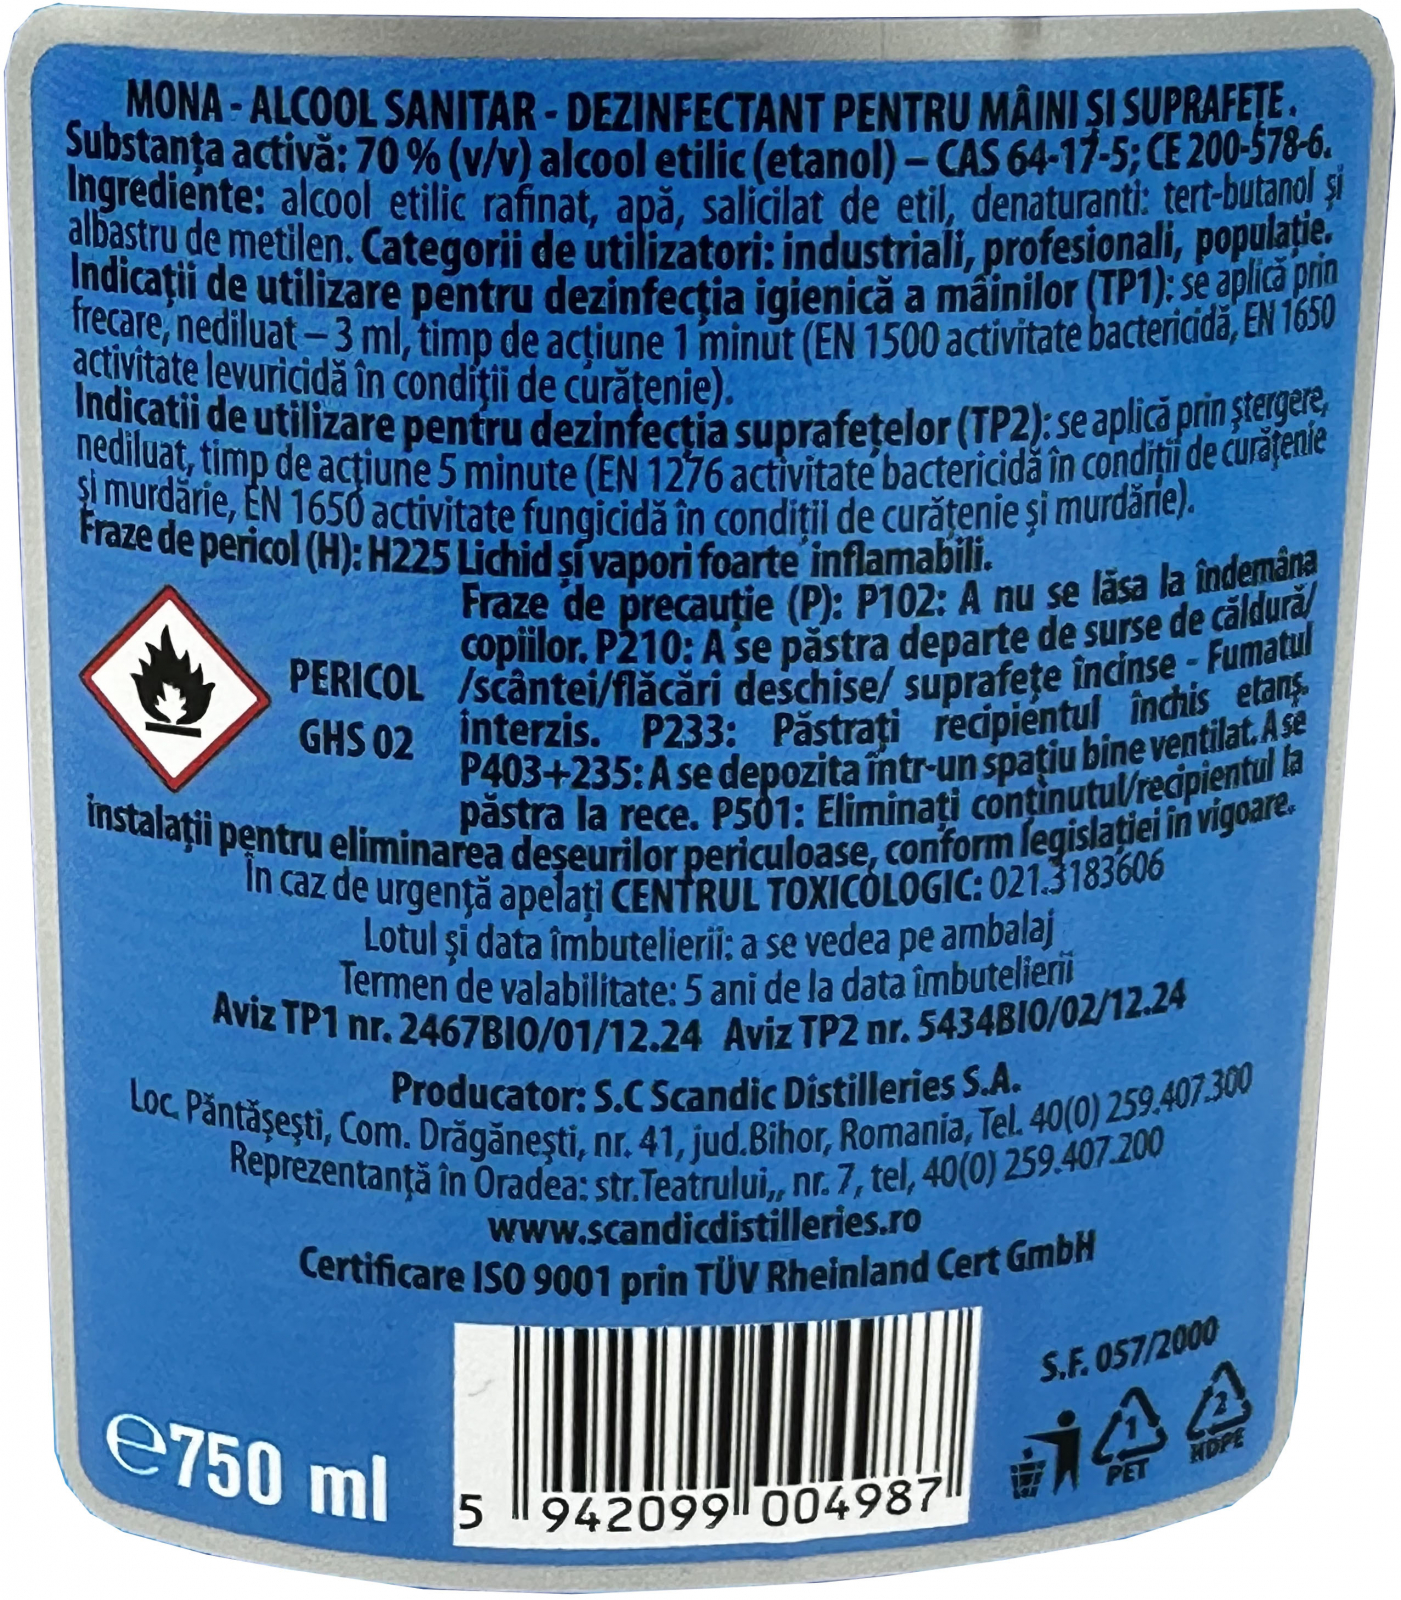 MONA - ALCOOL SANITAR - DEZINFECTANT PENTRU MÂINI ȘI SUPRAFEȚE.
Substanța activă: 70 % (v/v) alcool etilic (etanol) – CAS 64-17-5; CE 200-578-6.
Ingrediente: alcool etilic rafinat, apă, salicilat de etil, denaturanti: tert-butanol și
albastru de metilen. Categorii de utilizatori: industriali, profesionali, populație.
Indicații de utilizare pentru dezinfecția igienică a mâinilor (TP1): se aplică prin
frecare, nediluat – 3 ml, timp de acțiune 1 minut (EN 1500 activitate bactericidă, EN 1650
activitate levuricidă în condiții de curățenie).
Indicatii de utilizare pentru dezinfecția suprafețelor (TP2): se aplică prin ștergere,
nediluat, timp de acțiune 5 minute (EN 1276 activitate bactericidă în condiții de curățenie
și murdărie, EN 1650 activitate fungicidă în condiții de curățenie și murdărie).
Fraze de pericol (H): H225 Lichid și vapori foarte inflamabili.
Fraze de precauție (P): P102: A nu se lăsa la îndemâna
copiilor. P210: A se păstra departe de surse de căldură/
/scântei/flăcări deschise/ suprafețe încinse - Fumatul
interzis. P233: Păstrați recipientul închis etanș.
P403+235: A se depozita într-un spațiu bine ventilat. A se
păstra la rece. P501: Eliminați conținutul/recipientul la
instalații pentru eliminarea deșeurilor periculoase, conform legislației în vigoare.
PERICOL
GHS 02
În caz de urgență apelați CENTRUL TOXICOLOGIC: 021.3183606
Lotul și data îmbutelierii: a se vedea pe ambalaj
Termen de valabilitate: 5 ani de la data îmbutelierii
Aviz TP1 nr. 2467BIO/01/12.24 Aviz TP2 nr. 5434BIO/02/12.24
Producator: S.C Scandic Distilleries S.A.
Loc. Păntășești, Com. Drăgănești, nr. 41, jud.Bihor, Romania, Tel. 40(0) 259.407.300
Reprezentanță în Oradea: str.Teatrului,, nr. 7, tel, 40(0) 259.407.200
www.scandicdistilleries.ro
Certificare ISO 9001 prin TÜV Rheinland Cert GmbH
S.F. 057/2000
1
PET
2
HDPE
℮750 ml
5 942099 004987